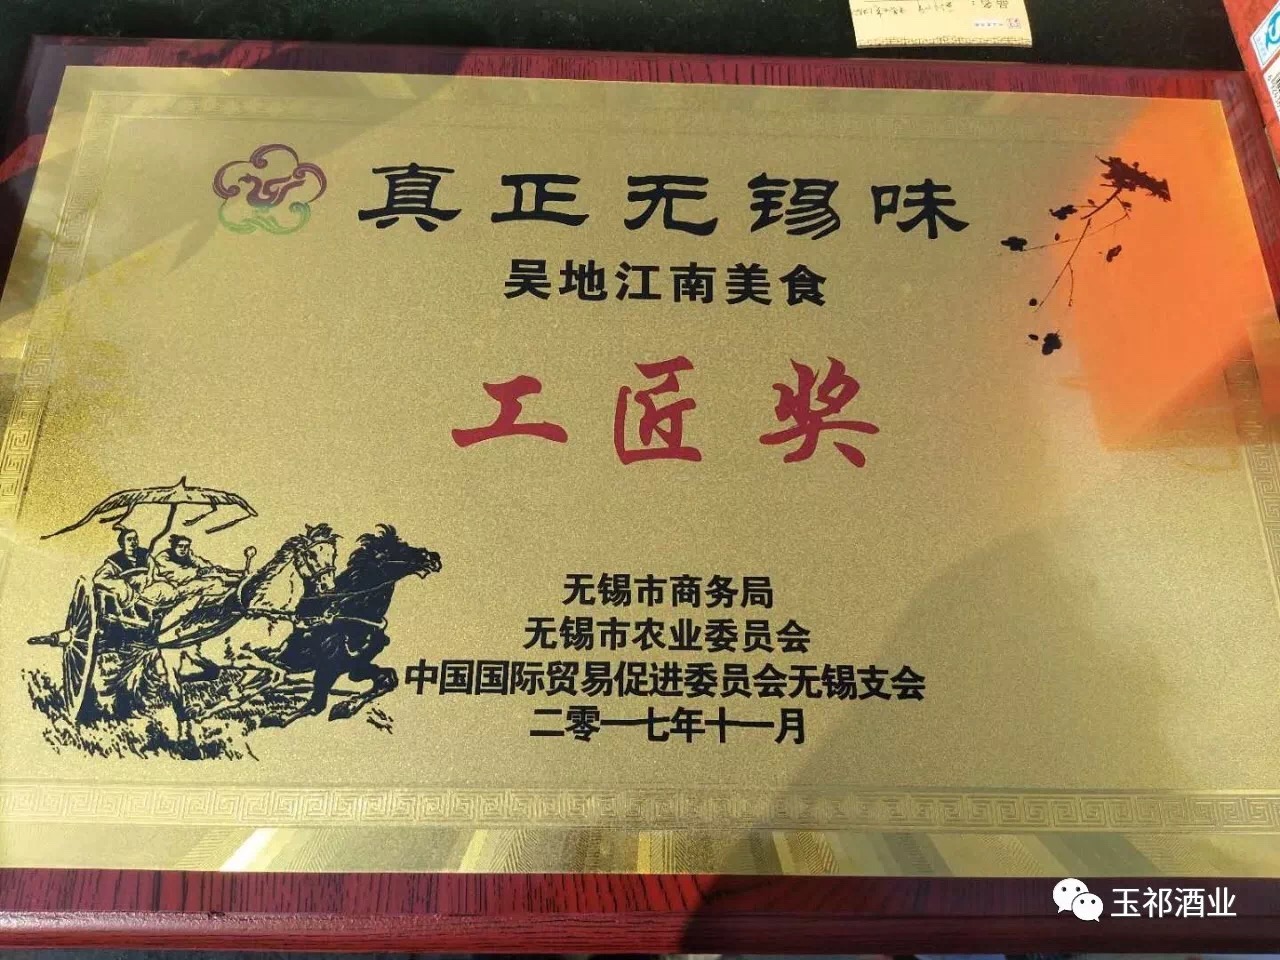 真正无锡味
吴地江南美食
工匠奖
无锡市商务局
无锡市农业委员会
中国国际贸易促进委员会无锡支会
二零一七年十一月
玉祁酒业